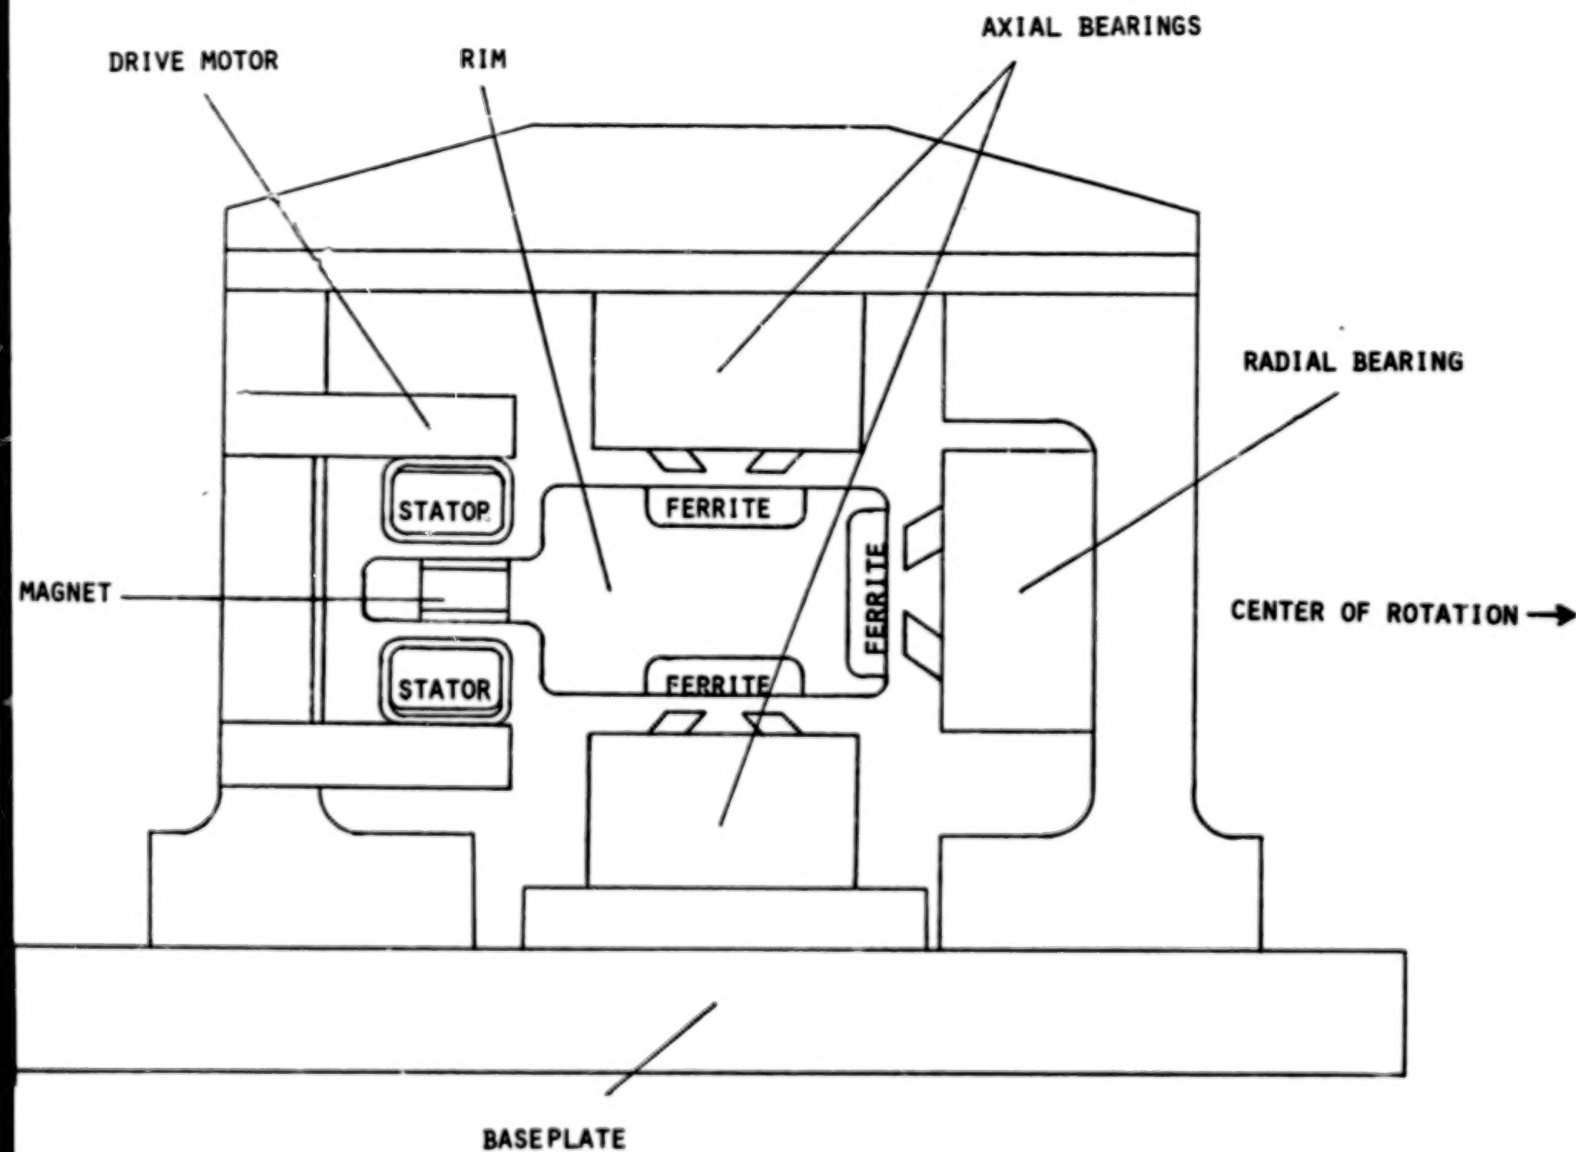 AXIAL BEARINGS
DRIVE MOTOR
RIM
RADIAL BEARING
STATOR
FERRITE
FERRITE
MAGNET
CENTER OF ROTATION
STATOR
FERRITE
BASEPLATE